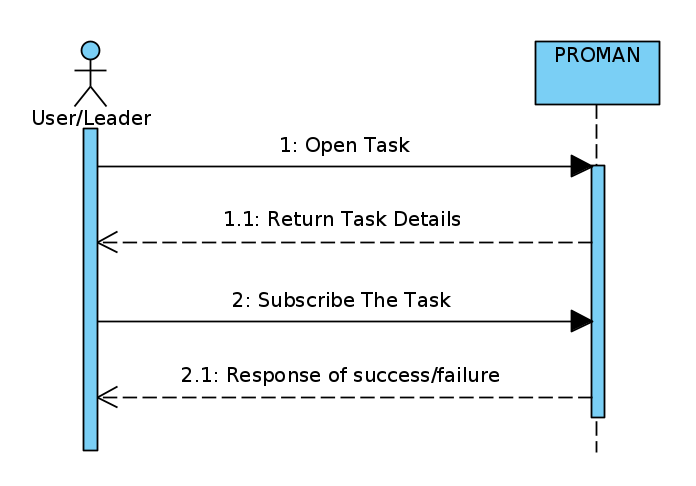 PROMAN
User/Leader
1: Open Task
1.1: Return Task Details
2: Subscribe The Task
2.1: Response of success/failure